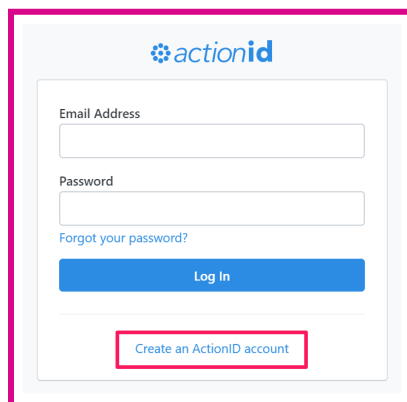 actionid
Email Address
Password
Forgot your password?
Log In
Create an ActionID account